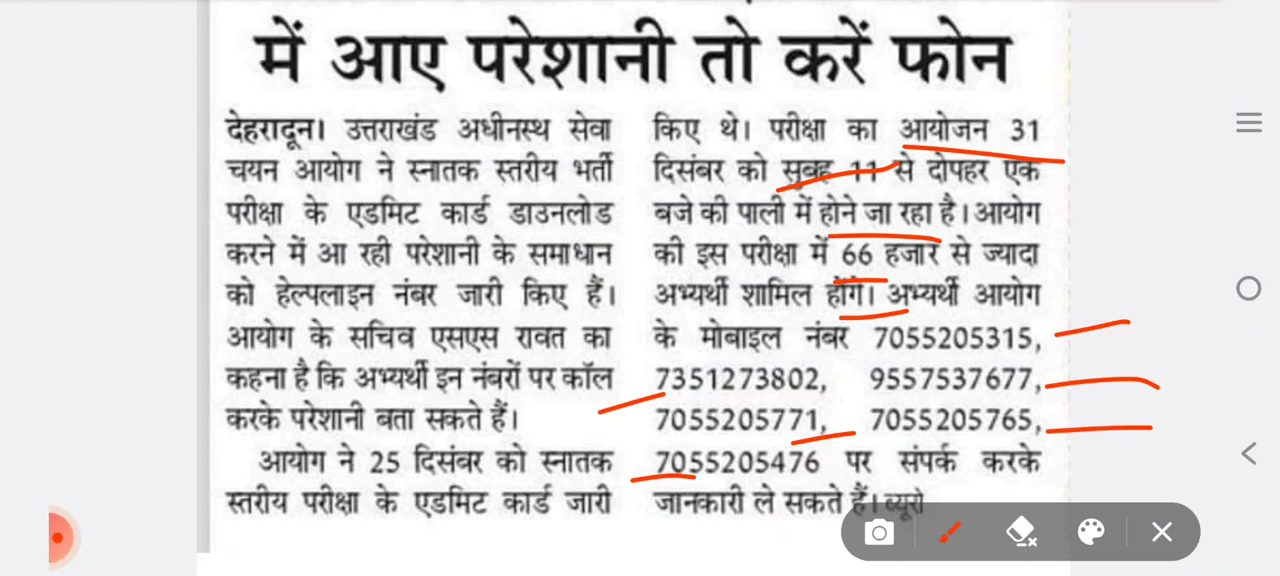 में आए परेशानी तो करें फोन
देहरादून। उत्तराखंड अधीनस्थ सेवा
चयन आयोग ने स्नातक स्तरीय भर्ती
परीक्षा के एडमिट कार्ड डाउनलोड
करने में आ रही परेशानी के समाधान
को हेल्पलाइन नंबर जारी किए हैं।
आयोग के सचिव एसएस रावत का
कहना है कि अभ्यर्थी इन नंबरों पर कॉल
करके परेशानी बता सकते हैं।
आयोग ने 25 दिसंबर को स्नातक
स्तरीय परीक्षा के एडमिट कार्ड जारी
किए थे। परीक्षा का आयोजन 31
दिसंबर को सुबह 11 से दोपहर एक
बजे की पाली में होने जा रहा है। आयोग
की इस परीक्षा में 66 हजार से ज्यादा
अभ्यर्थी शामिल होंगे। अभ्यर्थी आयोग
के मोबाइल नंबर 7055205315,
7351273802, 9557537677,
7055205771, 7055205765,
7055205476 पर संपर्क करके
जानकारी ले सकते हैं। ब्यूरो